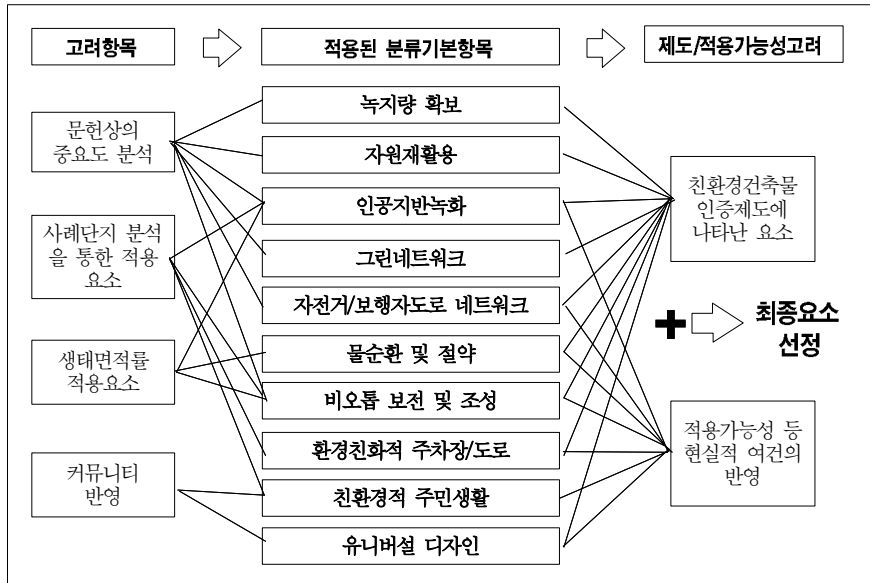 고려항목
적용된 분류기본항목
제도/적용가능성고려
문헌상의
중요도 분석
사례단지 분석
을 통한 적용
요소
생태면적률
적용요소
커뮤니티
반영
녹지량 확보
자원재활용
인공지반녹화
그린네트워크
자전거/보행자도로 네트워크
물순환 및 절약
비오톱 보전 및 조성
환경친화적 주차장/도로
친환경적 주민생활
유니버설 디자인
친환경건축물
인증제도에
나타난 요소
적용가능성 등
현실적 여건의
반영
최종요소
선정